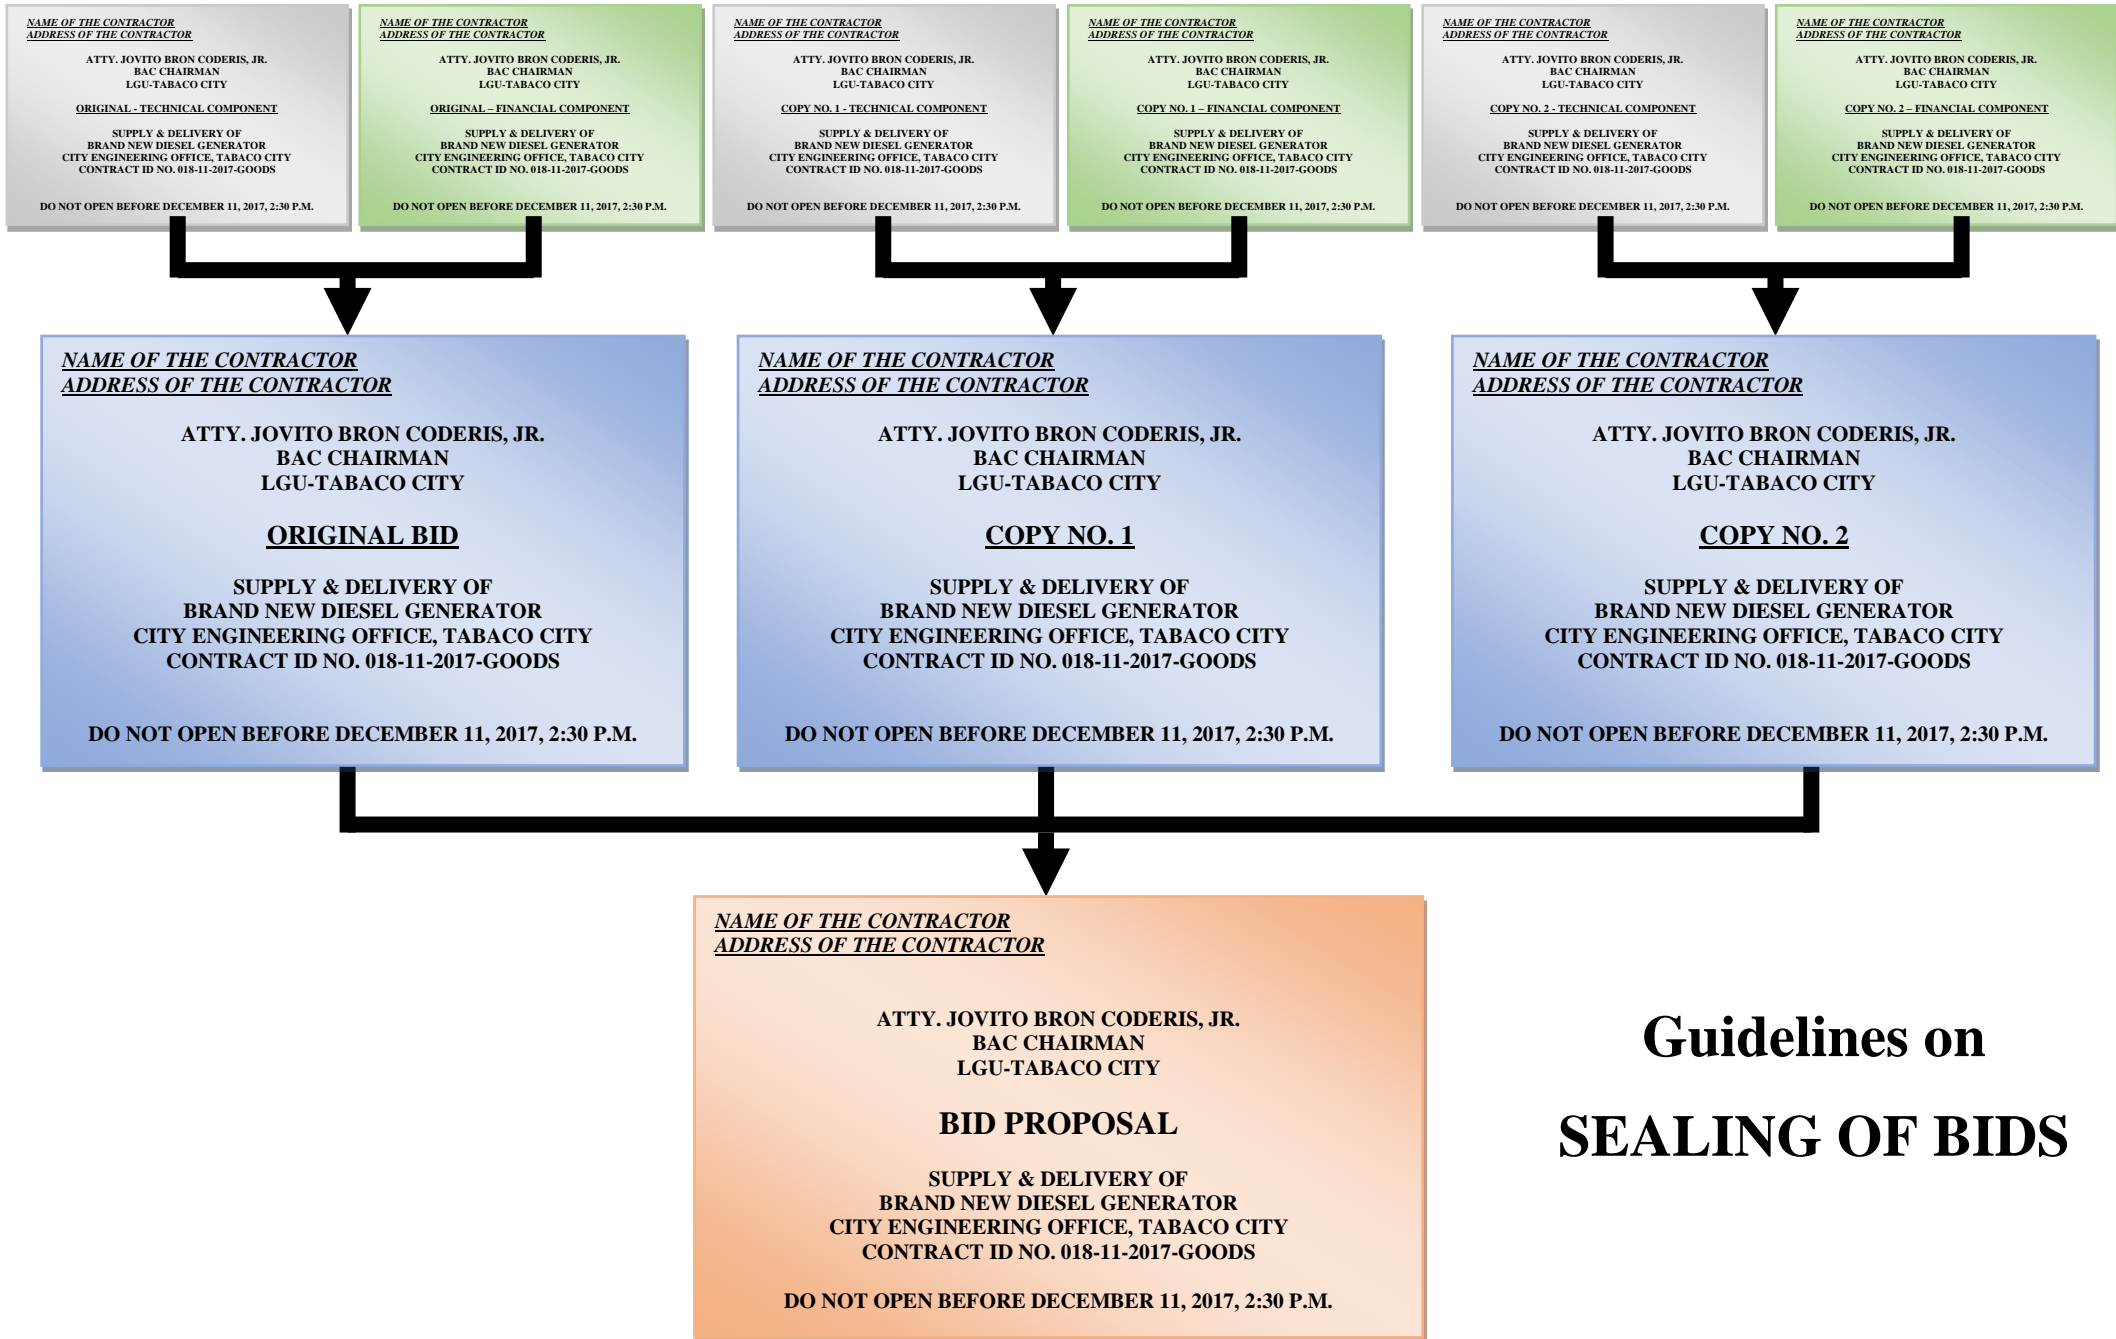 NAME OF THE CONTRACTOR
ADDRESS OF THE CONTRACTOR
ATTY. JOVITO BRON CODERIS, JR.
BAC CHAIRMAN
LGU-TABACO CITY
ORIGINAL - TECHNICAL COMPONENT
SUPPLY & DELIVERY OF
BRAND NEW DIESEL GENERATOR
CITY ENGINEERING OFFICE, TABACO CITY
CONTRACT ID NO. 018-11-2017-GOODS
DO NOT OPEN BEFORE DECEMBER 11, 2017, 2:30 P.M.
NAME OF THE CONTRACTOR
ADDRESS OF THE CONTRACTOR
ATTY. JOVITO BRON CODERIS, JR.
BAC CHAIRMAN
LGU-TABACO CITY
ORIGINAL – FINANCIAL COMPONENT
SUPPLY & DELIVERY OF
BRAND NEW DIESEL GENERATOR
CITY ENGINEERING OFFICE, TABACO CITY
CONTRACT ID NO. 018-11-2017-GOODS
DO NOT OPEN BEFORE DECEMBER 11, 2017, 2:30 P.M.
NAME OF THE CONTRACTOR
ADDRESS OF THE CONTRACTOR
ATTY. JOVITO BRON CODERIS, JR.
BAC CHAIRMAN
LGU-TABACO CITY
COPY NO. 1 - TECHNICAL COMPONENT
SUPPLY & DELIVERY OF
BRAND NEW DIESEL GENERATOR
CITY ENGINEERING OFFICE, TABACO CITY
CONTRACT ID NO. 018-11-2017-GOODS
DO NOT OPEN BEFORE DECEMBER 11, 2017, 2:30 P.M.
NAME OF THE CONTRACTOR
ADDRESS OF THE CONTRACTOR
ATTY. JOVITO BRON CODERIS, JR.
BAC CHAIRMAN
LGU-TABACO CITY
COPY NO. 1 – FINANCIAL COMPONENT
SUPPLY & DELIVERY OF
BRAND NEW DIESEL GENERATOR
CITY ENGINEERING OFFICE, TABACO CITY
CONTRACT ID NO. 018-11-2017-GOODS
DO NOT OPEN BEFORE DECEMBER 11, 2017, 2:30 P.M.
NAME OF THE CONTRACTOR
ADDRESS OF THE CONTRACTOR
ATTY. JOVITO BRON CODERIS, JR.
BAC CHAIRMAN
LGU-TABACO CITY
COPY NO. 2 - TECHNICAL COMPONENT
SUPPLY & DELIVERY OF
BRAND NEW DIESEL GENERATOR
CITY ENGINEERING OFFICE, TABACO CITY
CONTRACT ID NO. 018-11-2017-GOODS
DO NOT OPEN BEFORE DECEMBER 11, 2017, 2:30 P.M.
NAME OF THE CONTRACTOR
ADDRESS OF THE CONTRACTOR
ATTY. JOVITO BRON CODERIS, JR.
BAC CHAIRMAN
LGU-TABACO CITY
COPY NO. 2 – FINANCIAL COMPONENT
SUPPLY & DELIVERY OF
BRAND NEW DIESEL GENERATOR
CITY ENGINEERING OFFICE, TABACO CITY
CONTRACT ID NO. 018-11-2017-GOODS
DO NOT OPEN BEFORE DECEMBER 11, 2017, 2:30 P.M.
NAME OF THE CONTRACTOR
ADDRESS OF THE CONTRACTOR
ATTY. JOVITO BRON CODERIS, JR.
BAC CHAIRMAN
LGU-TABACO CITY
ORIGINAL BID
SUPPLY & DELIVERY OF
BRAND NEW DIESEL GENERATOR
CITY ENGINEERING OFFICE, TABACO CITY
CONTRACT ID NO. 018-11-2017-GOODS
DO NOT OPEN BEFORE DECEMBER 11, 2017, 2:30 P.M.
NAME OF THE CONTRACTOR
ADDRESS OF THE CONTRACTOR
ATTY. JOVITO BRON CODERIS, JR.
BAC CHAIRMAN
LGU-TABACO CITY
COPY NO. 1
SUPPLY & DELIVERY OF
BRAND NEW DIESEL GENERATOR
CITY ENGINEERING OFFICE, TABACO CITY
CONTRACT ID NO. 018-11-2017-GOODS
DO NOT OPEN BEFORE DECEMBER 11, 2017, 2:30 P.M.
NAME OF THE CONTRACTOR
ADDRESS OF THE CONTRACTOR
ATTY. JOVITO BRON CODERIS, JR.
BAC CHAIRMAN
LGU-TABACO CITY
COPY NO. 2
SUPPLY & DELIVERY OF
BRAND NEW DIESEL GENERATOR
CITY ENGINEERING OFFICE, TABACO CITY
CONTRACT ID NO. 018-11-2017-GOODS
DO NOT OPEN BEFORE DECEMBER 11, 2017, 2:30 P.M.
NAME OF THE CONTRACTOR
ADDRESS OF THE CONTRACTOR
ATTY. JOVITO BRON CODERIS, JR.
BAC CHAIRMAN
LGU-TABACO CITY
BID PROPOSAL
SUPPLY & DELIVERY OF
BRAND NEW DIESEL GENERATOR
CITY ENGINEERING OFFICE, TABACO CITY
CONTRACT ID NO. 018-11-2017-GOODS
DO NOT OPEN BEFORE DECEMBER 11, 2017, 2:30 P.M.
Guidelines on
SEALING OF BIDS